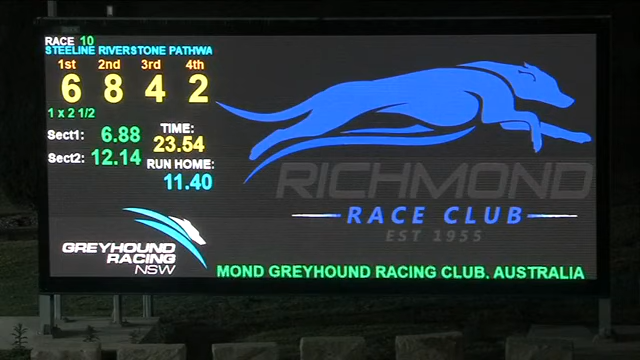 RACE 10
STEELINE RIVERSTONE PATHWA
1st 2nd 3rd 4th
6 8 4 2
1 x 2 1/2
Sect1: 6.88
Sect2: 12.14
TIME:
23.54
RUN HOME:
11.40
RICHMOND
RACE CLUB
EST 1955
GREYHOUND
RACING
NSW
MOND GREYHOUND RACING CLUB, AUSTRALIA